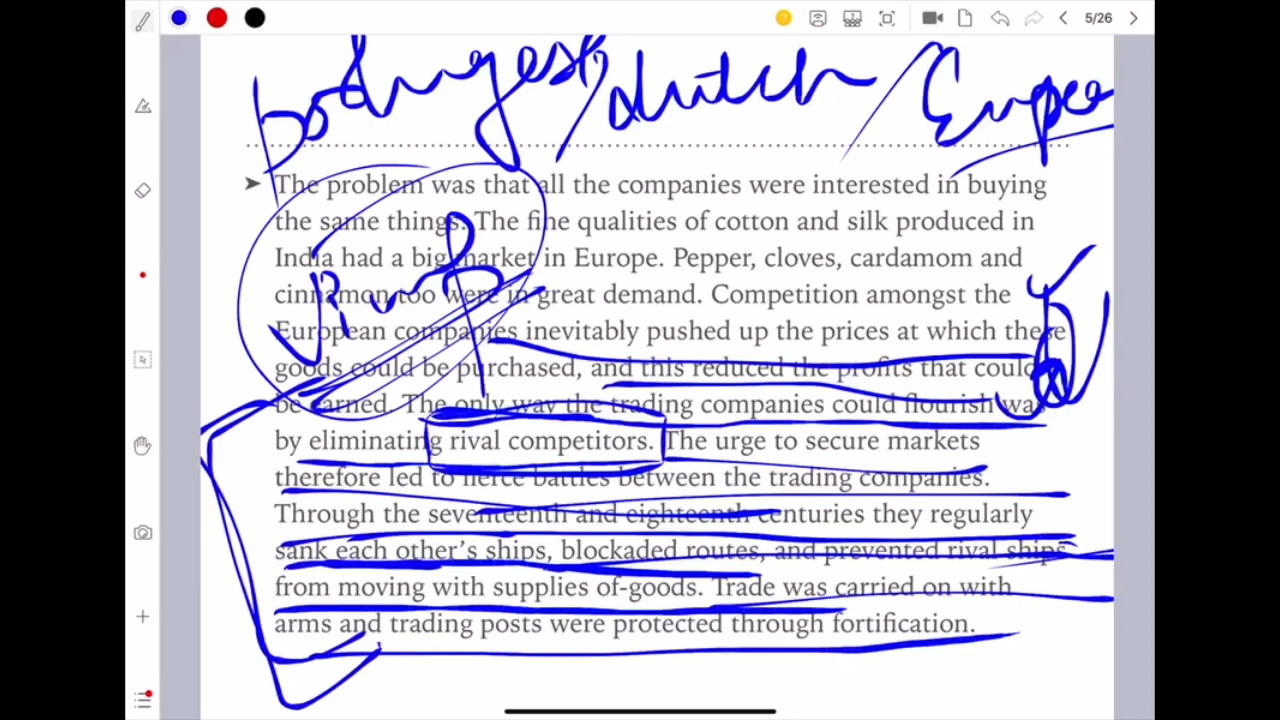 5/26
dutch
The problem was that all the companies were interested in buying
the same things. The fine qualities of cotton and silk produced in
India had a big market in Europe. Pepper, cloves, cardamom and
cinnamon too were in great demand. Competition amongst the
European companies inevitably pushed up the prices at which these
goods could be purchased, and this reduced the profits that could
be earned. The only way the trading companies could flourish was
by eliminating rival competitors. The urge to secure markets
therefore led to fierce battles between the trading companies.
Through the seventeenth and eighteenth centuries they regularly
sank each other's ships, blockaded routes, and prevented rival ships
from moving with supplies of-goods. Trade was carried on with
arms and trading posts were protected through fortification.